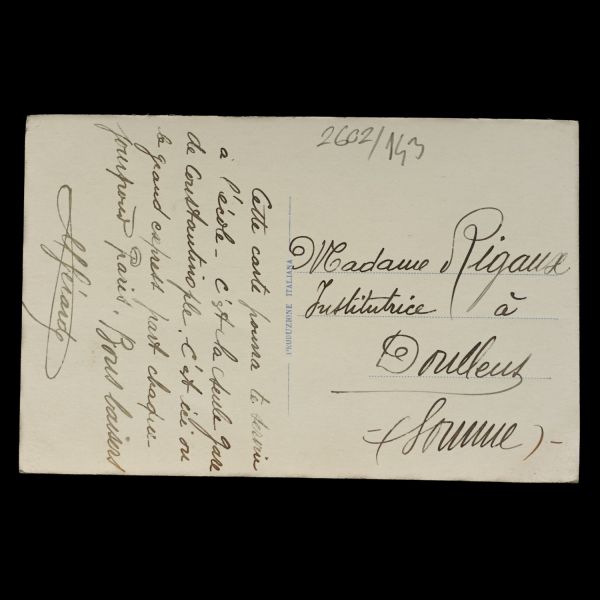 Cette carte pourra te servir
à l'école - C'est la seule gare
de Constantinople. C'est ici ou
le grand express part chaque
jour pour Paris. Bons baisers
2602/143
PRODUZIONE ITALIANA
Madame Rigaux
Institutrice à
Doullens
(Somme)